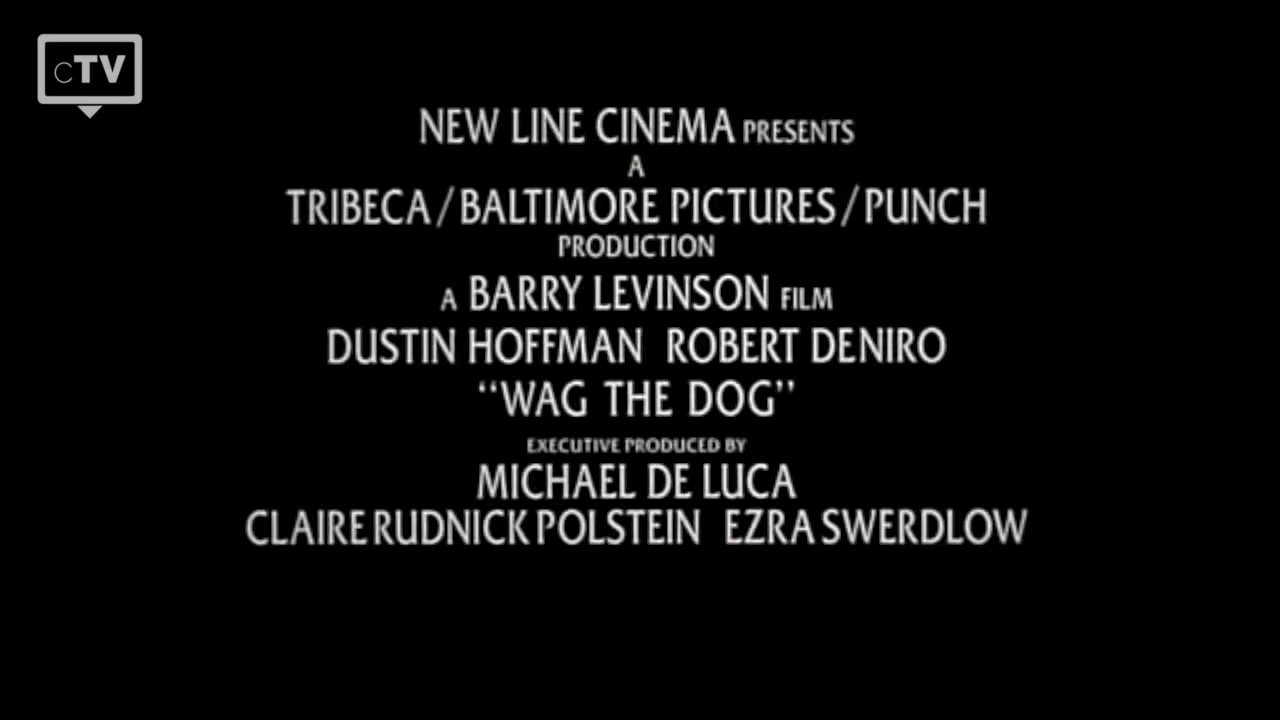 cTV
NEW LINE CINEMA PRESENTS
A
TRIBECA/BALTIMORE PICTURES/PUNCH
PRODUCTION
A BARRY LEVINSON FILM
DUSTIN HOFFMAN ROBERT DENIRO
“WAG THE DOG”
EXECUTIVE PRODUCED BY
MICHAEL DE LUCA
CLAIRE RUDNICK POLSTEIN EZRA SWERDLOW